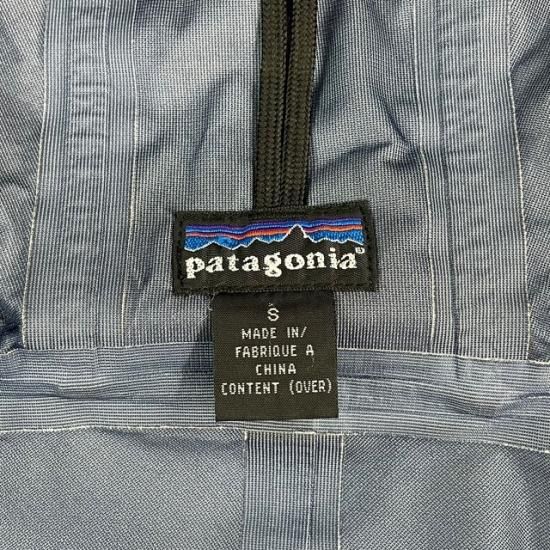 patagonia®
S
MADE IN/
FABRIQUE A
CHINA
CONTENT (OVER)